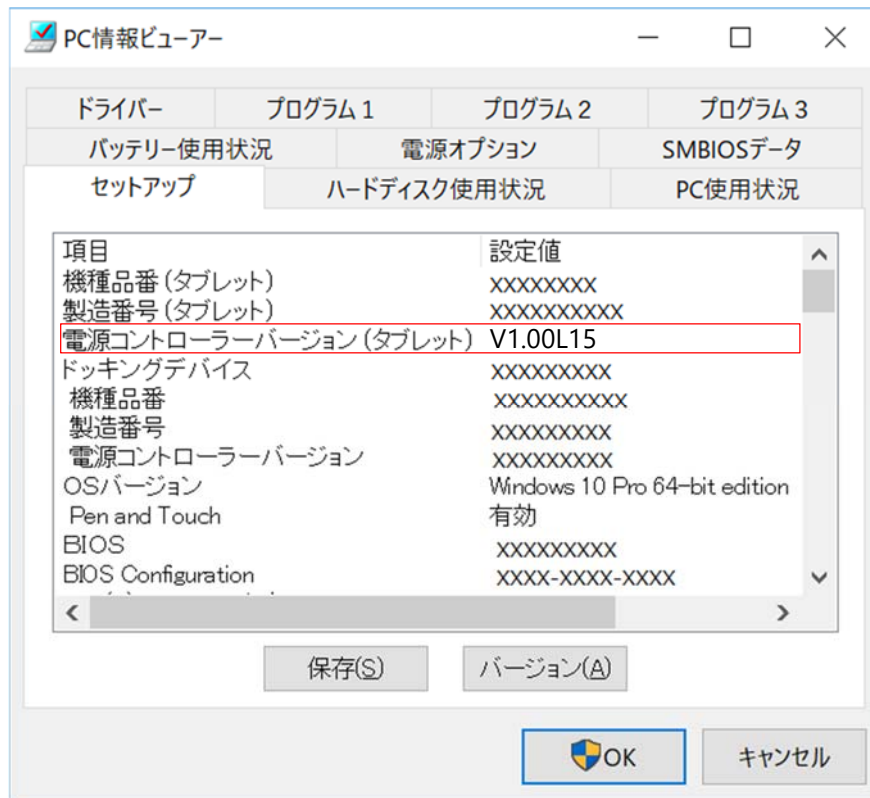 PC情報ビューアー
ドライバー プログラム 1 プログラム 2 プログラム 3
バッテリー使用状況 電源オプション SMBIOSデータ
セットアップ ハードディスク使用状況 PC使用状況
項目 設定値
機種品番 (タブレット) xxxxxxxx
製造番号 (タブレット) xxxxxxxxxx
電源コントローラーバージョン (タブレット) V1.00L15
ドッキングデバイス xxxxxxxxx
機種品番 xxxxxxxxxx
製造番号 xxxxxxxxx
電源コントローラーバージョン xxxxxxxxx
OSバージョン Windows 10 Pro 64-bit edition
Pen and Touch 有効
BIOS xxxxxxxxx
BIOS Configuration xxxx-xxxx-xxxx
保存(S) バージョン(A)
OK キャンセル